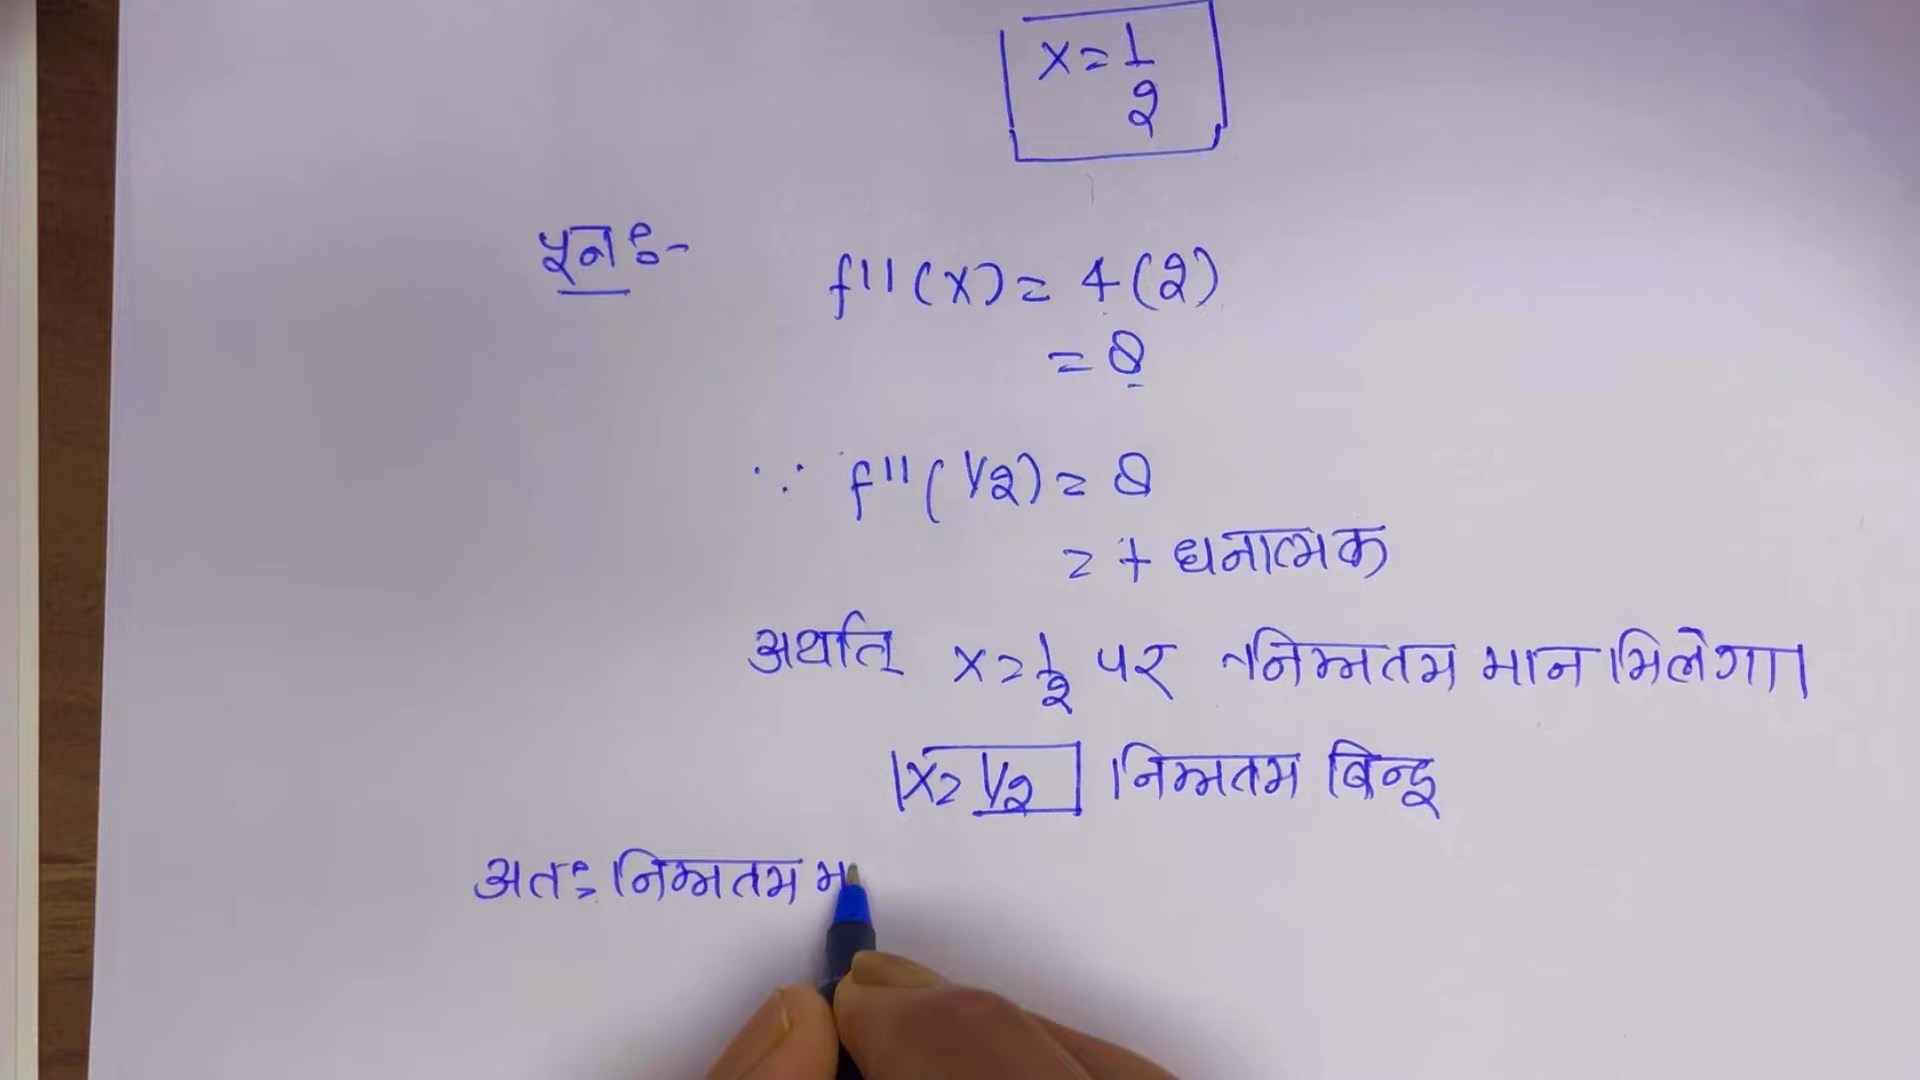 x = 1/2
पुनः-
f''(x) = 4(2)
= 8
∵ f''(1/2) = 8
= + धनात्मक
अर्थात् x = 1/2 पर निम्नतम मान मिलेगा।
x = 1/2 निम्नतम बिन्दू
अतः निम्नतम